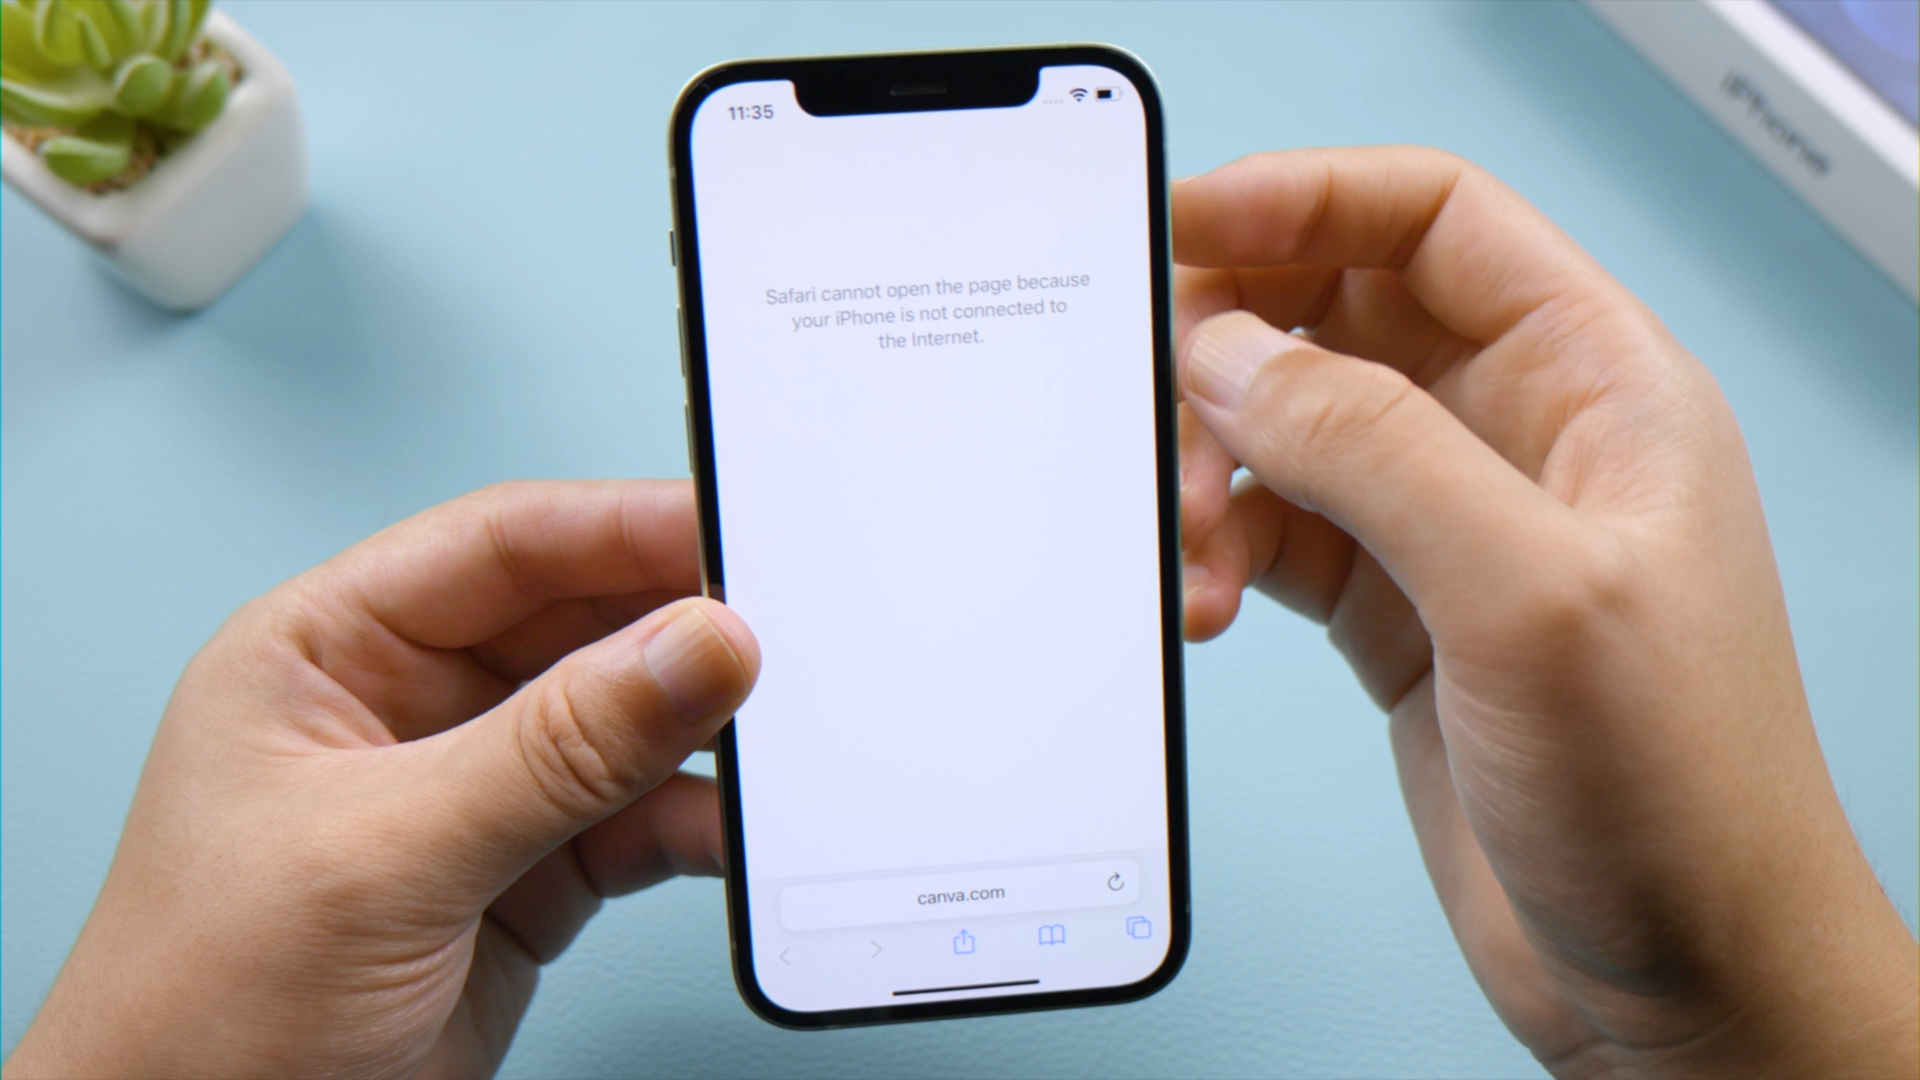 11:35
iPhone
Safari cannot open the page because
your iPhone is not connected to
the Internet.
canva.com